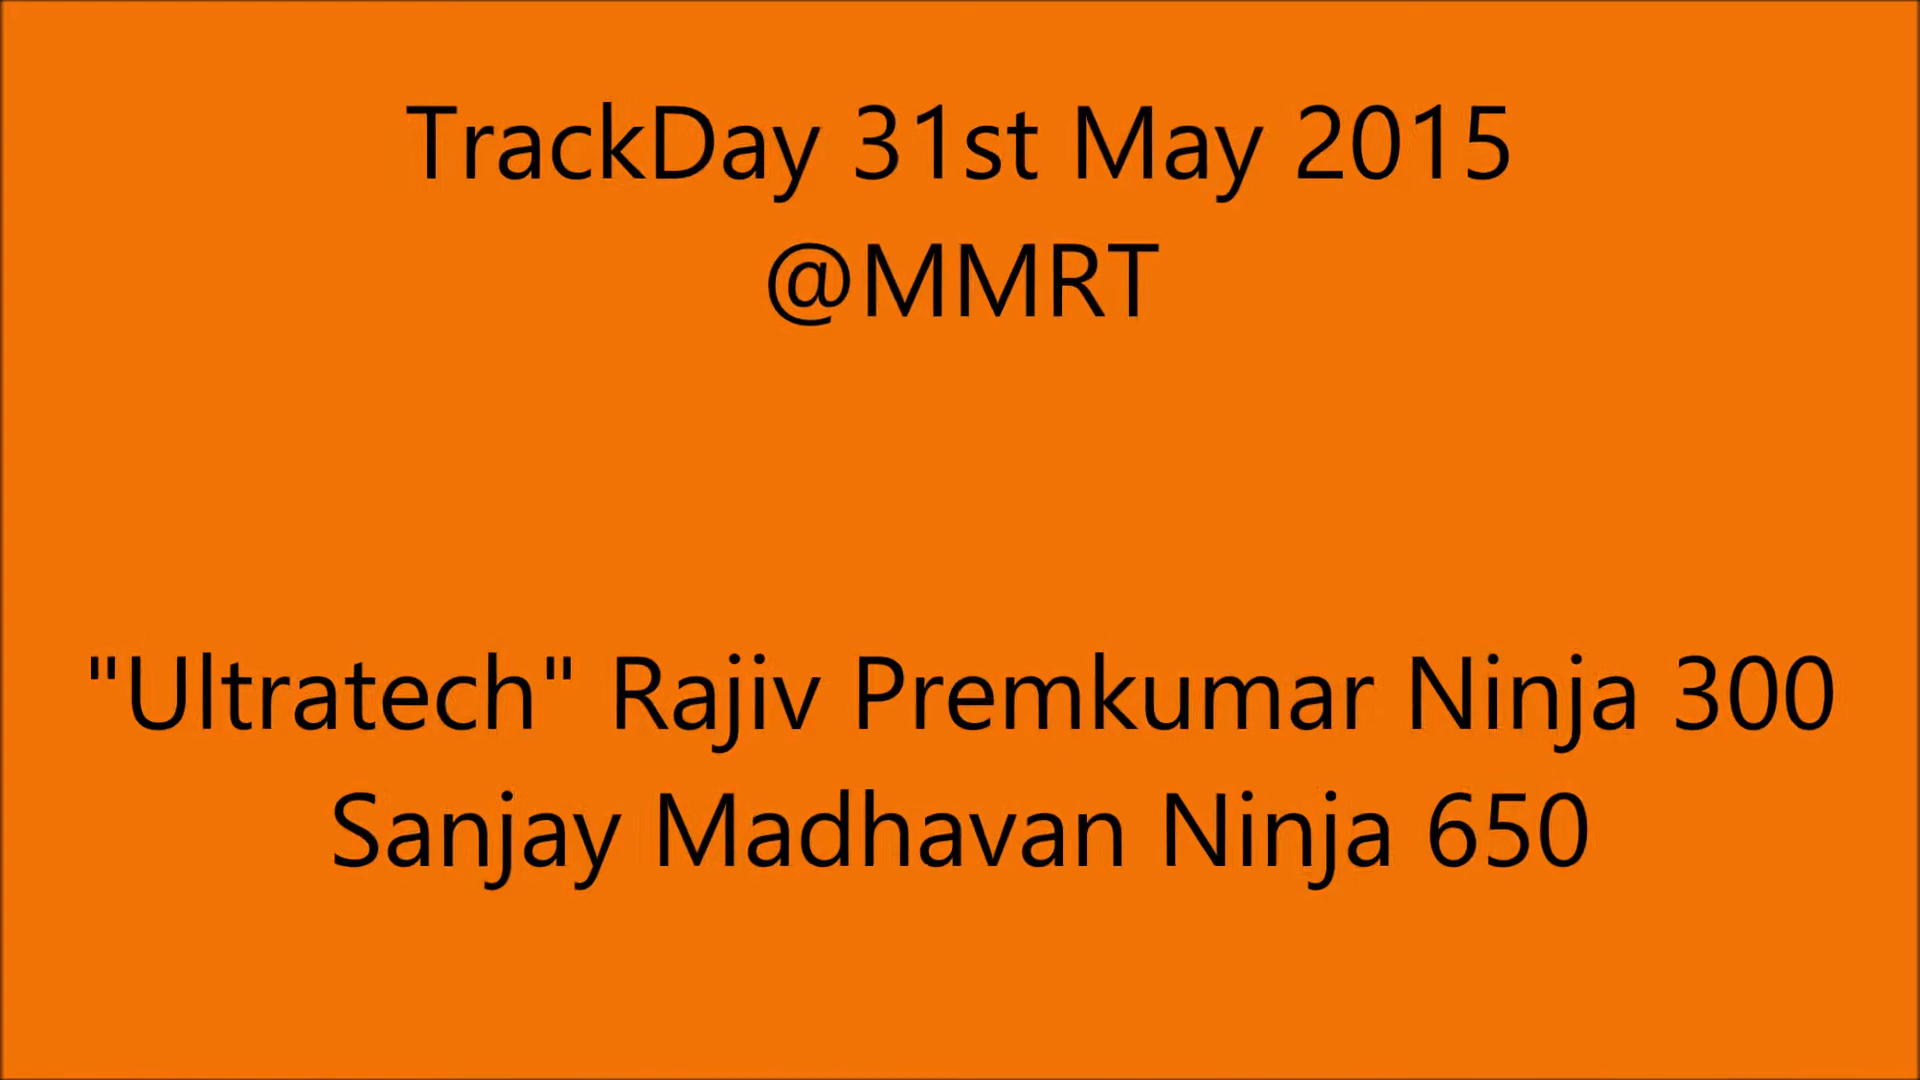 TrackDay 31st May 2015
@MMRT
"Ultratech" Rajiv Premkumar Ninja 300
Sanjay Madhavan Ninja 650